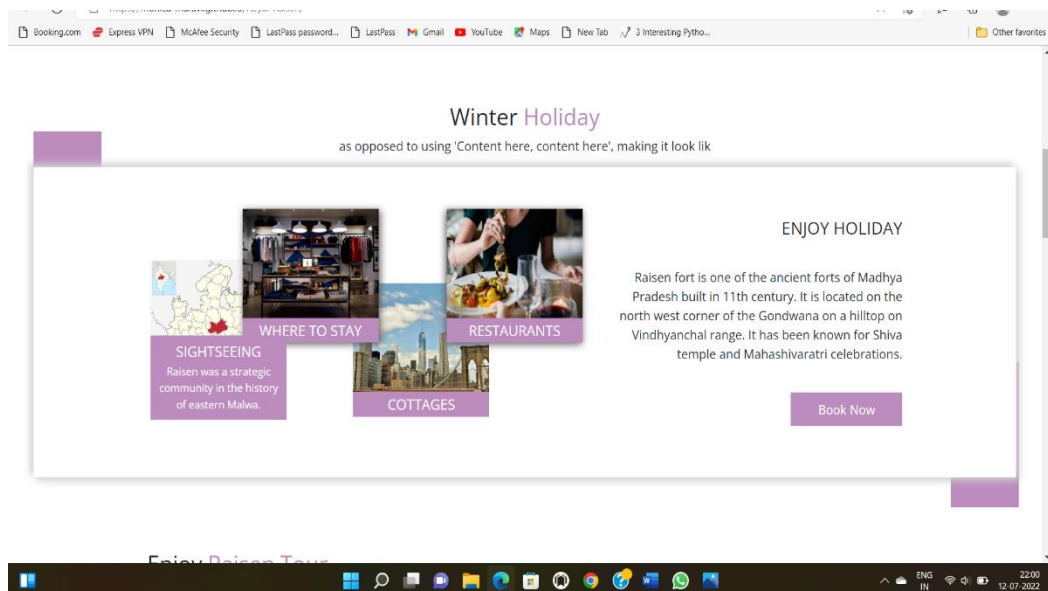 Booking.com Express VPN McAfee Security LastPass password... LastPass Gmail YouTube Maps New Tab 3 Interesting Pytho... Other favorites
Winter Holiday
as opposed to using 'Content here, content here', making it look lik
WHERE TO STAY
RESTAURANTS
SIGHTSEEING
Raisen was a strategic
community in the history
of eastern Malwa.
COTTAGES
ENJOY HOLIDAY
Raisen fort is one of the ancient forts of Madhya
Pradesh built in 11th century. It is located on the
north west corner of the Gondwana on a hilltop on
Vindhyanchal range. It has been known for Shiva
temple and Mahashivaratri celebrations.
Book Now
Enjoy Raisen Tour
ENG
IN
22:00
12-07-2022